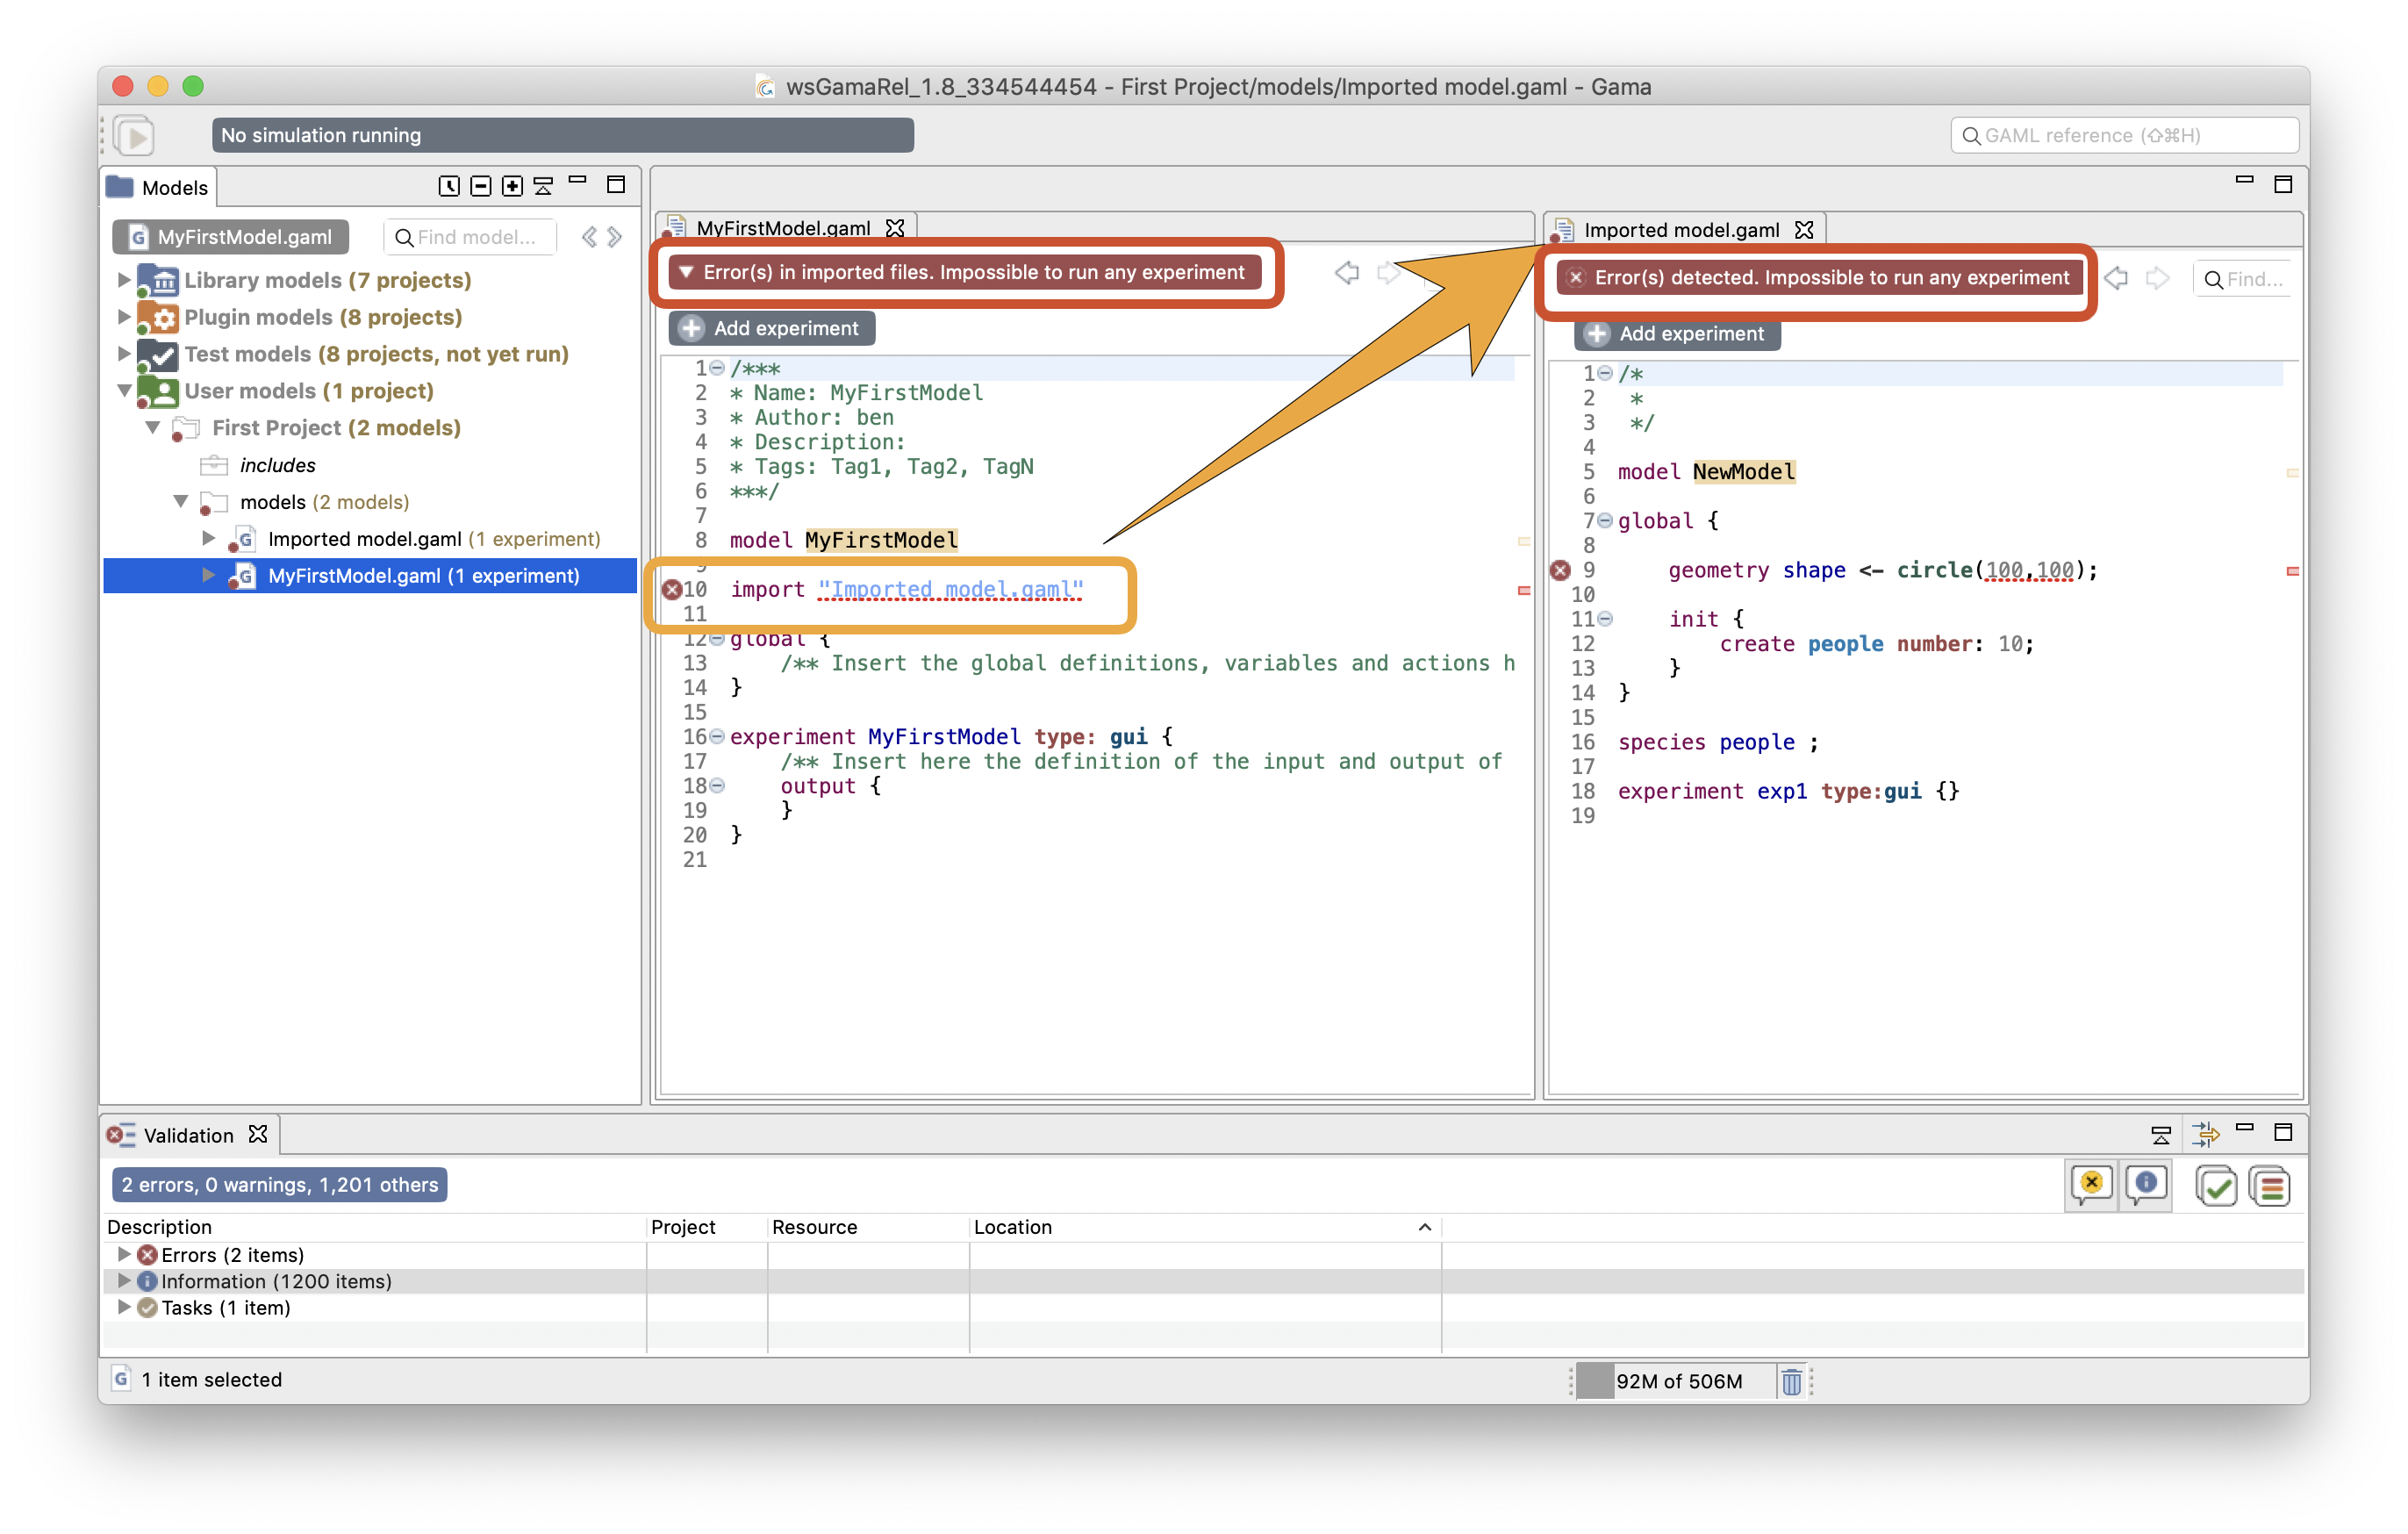 wsGamaRel_1.8_334544454 - First Project/models/Imported model.gaml - Gama
No simulation running
GAML reference (⇧⌘H)
Models
MyFirstModel.gaml
Find model...
Library models (7 projects)
Plugin models (8 projects)
Test models (8 projects, not yet run)
User models (1 project)
First Project (2 models)
includes
models (2 models)
Imported model.gaml (1 experiment)
MyFirstModel.gaml (1 experiment)
MyFirstModel.gaml
Error(s) in imported files. Impossible to run any experiment
Add experiment
1 /***
2 * Name: MyFirstModel
3 * Author: ben
4 * Description:
5 * Tags: Tag1, Tag2, TagN
6 ***/
7
8 model MyFirstModel
9
10 import "Imported model.gaml"
11
12 global {
13 /** Insert the global definitions, variables and actions h
14 }
15
16 experiment MyFirstModel type: gui {
17 /** Insert here the definition of the input and output of
18 output {
19 }
20 }
21
Imported model.gaml
Error(s) detected. Impossible to run any experiment
Find...
Add experiment
1 /*
2 *
3 */
4
5 model NewModel
6
7 global {
8
9 geometry shape <- circle(100,100);
10
11 init {
12 create people number: 10;
13 }
14 }
15
16 species people ;
17
18 experiment exp1 type:gui {}
19
Validation
2 errors, 0 warnings, 1,201 others
Description Project Resource Location
Errors (2 items)
Information (1200 items)
Tasks (1 item)
1 item selected
92M of 506M